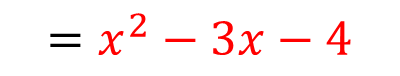 = x² − 3x − 4